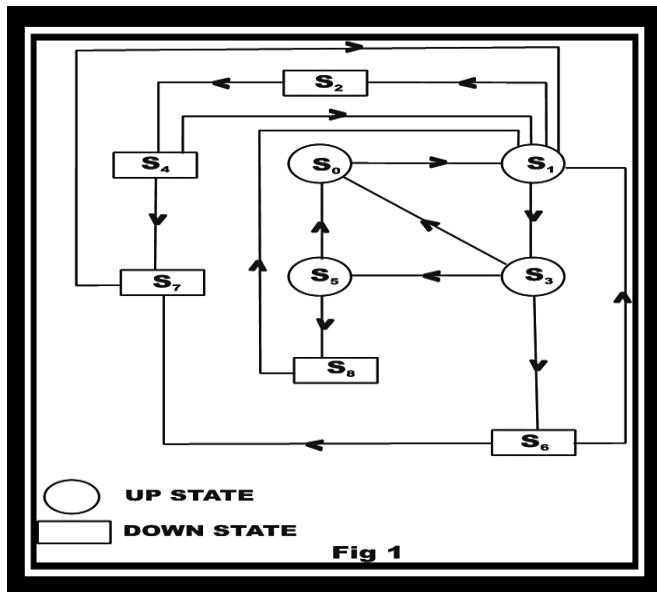 S₂
S₄
S₀
S₁
S₇
S₅
S₃
S₈
S₆
UP STATE
DOWN STATE
Fig 1